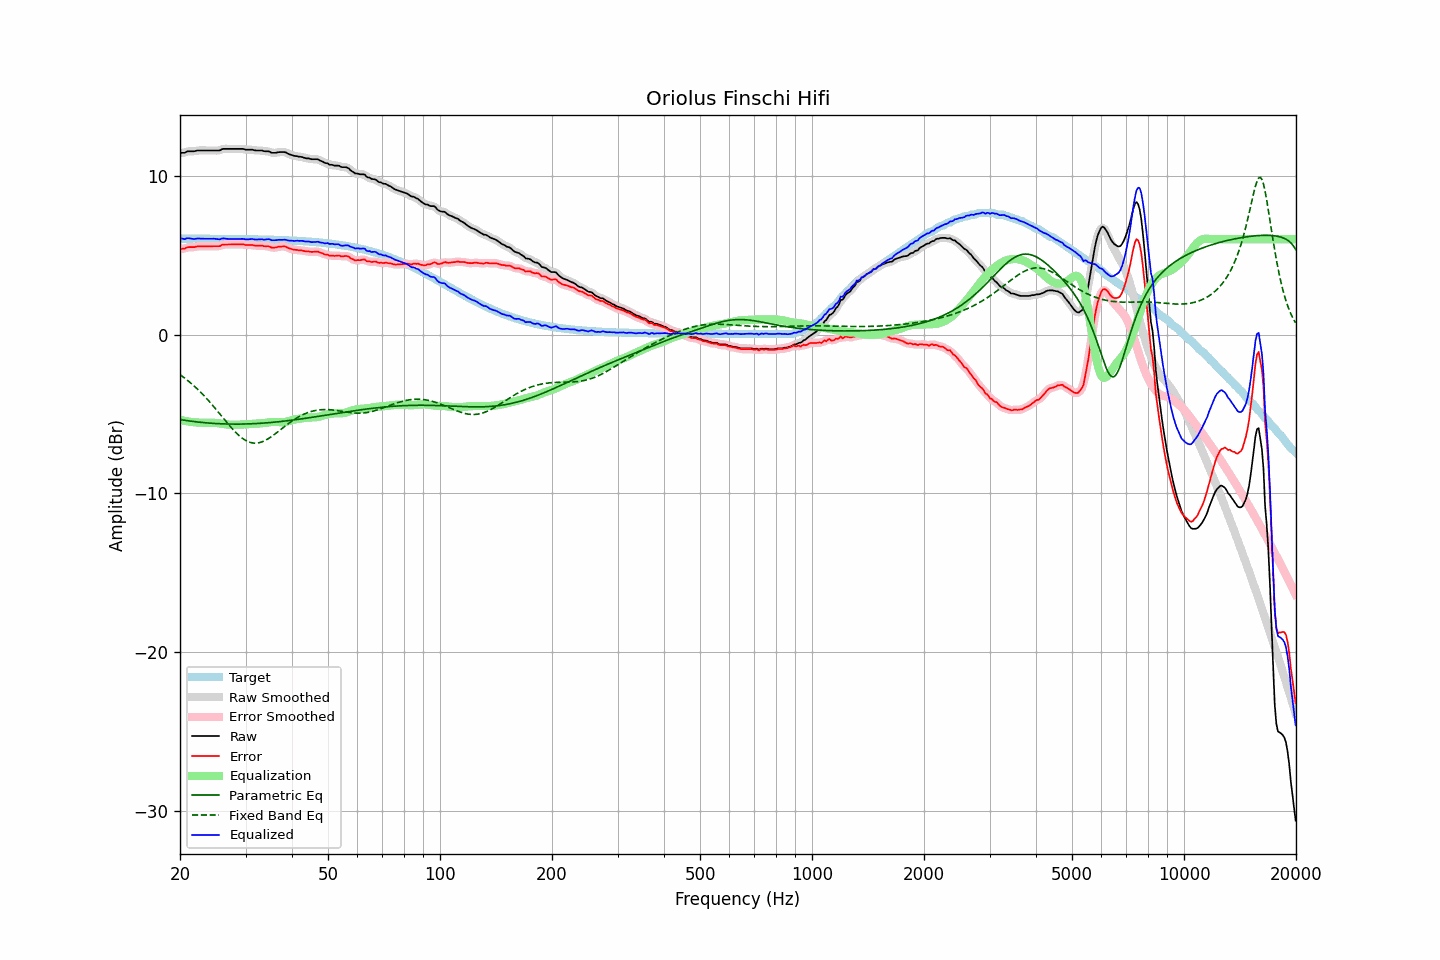 Oriolus Finschi Hifi
10
0
−10
−20
−30
Amplitude (dBr)
Target
Raw Smoothed
Error Smoothed
Raw
Error
Equalization
Parametric Eq
Fixed Band Eq
Equalized
20
50
100
200
500
1000
2000
5000
10000
20000
Frequency (Hz)